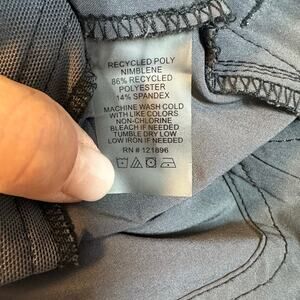 RECYCLED POLY
NIMBLENE
86% RECYCLED
POLYESTER
14% SPANDEX
MACHINE WASH COLD
WITH LIKE COLORS
NON-CHLORINE
BLEACH IF NEEDED
TUMBLE DRY LOW
LOW IRON IF NEEDED
RN # 121896